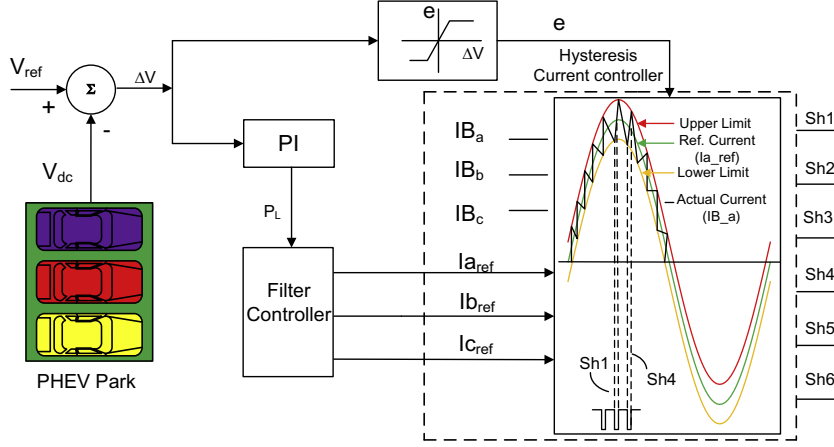 e
ΔV
e
Hysteresis
Current controller
V_ref
Σ
ΔV
+
-
V_dc
PI
P_L
Filter
Controller
PHEV Park
IB_a
IB_b
IB_c
Ia_ref
Ib_ref
Ic_ref
Upper Limit
Ref. Current
(Ia_ref)
Lower Limit
Actual Current
(IB_a)
Sh1
Sh4
Sh1
Sh2
Sh3
Sh4
Sh5
Sh6